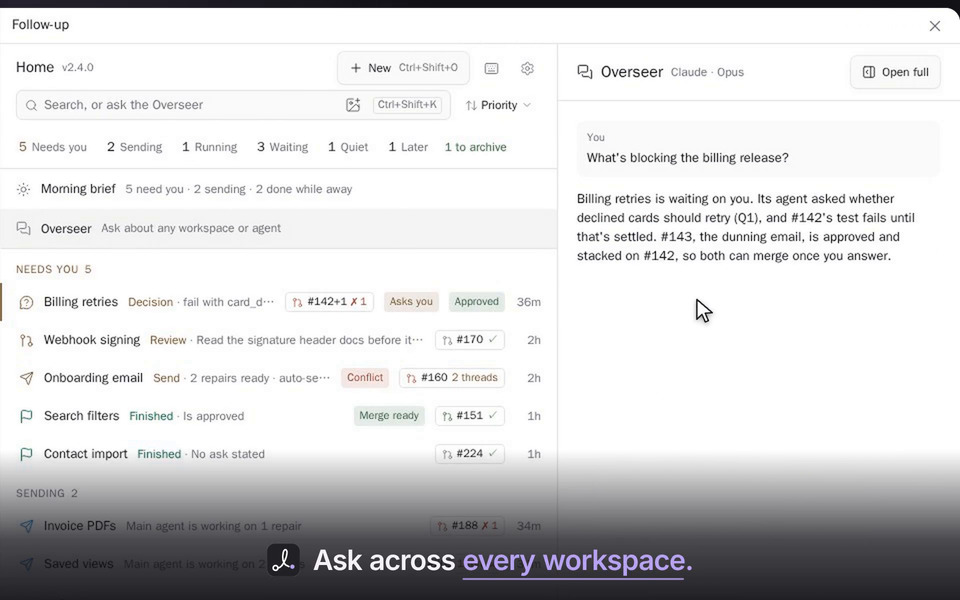 Follow-up
Home v2.4.0
New Ctrl+Shift+O
Search, or ask the Overseer Ctrl+Shift+K
Priority
5 Needs you 2 Sending 1 Running 3 Waiting 1 Quiet 1 Later 1 to archive
Morning brief 5 need you · 2 sending · 2 done while away
Overseer Ask about any workspace or agent
NEEDS YOU 5
Billing retries Decision · fail with card_d··· #142+1 ✗ 1 Asks you Approved 36m
Webhook signing Review · Read the signature header docs before it··· #170 ✓ 2h
Onboarding email Send · 2 repairs ready · auto-se··· Conflict #160 2 threads 2h
Search filters Finished · Is approved Merge ready #151 ✓ 1h
Contact import Finished · No ask stated #224 ✓ 1h
SENDING 2
Invoice PDFs Main agent is working on 1 repair #188 ✗ 1 34m
Saved views Main agent is working on 2
Overseer Claude · Opus
Open full
You
What's blocking the billing release?
Billing retries is waiting on you. Its agent asked whether
declined cards should retry (Q1), and #142's test fails until
that's settled. #143, the dunning email, is approved and
stacked on #142, so both can merge once you answer.
Ask across every workspace.